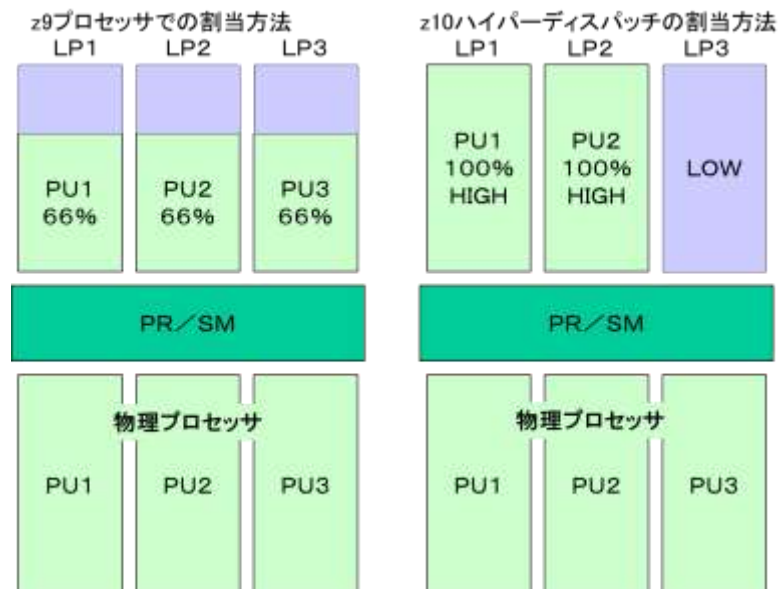 z9プロセッサでの割当方法
LP1 LP2 LP3
PU1 66%
PU2 66%
PU3 66%
PR／SM
物理プロセッサ
PU1 PU2 PU3
z10ハイパーディスパッチの割当方法
LP1 LP2 LP3
PU1 100% HIGH
PU2 100% HIGH
LOW
PR／SM
物理プロセッサ
PU1 PU2 PU3